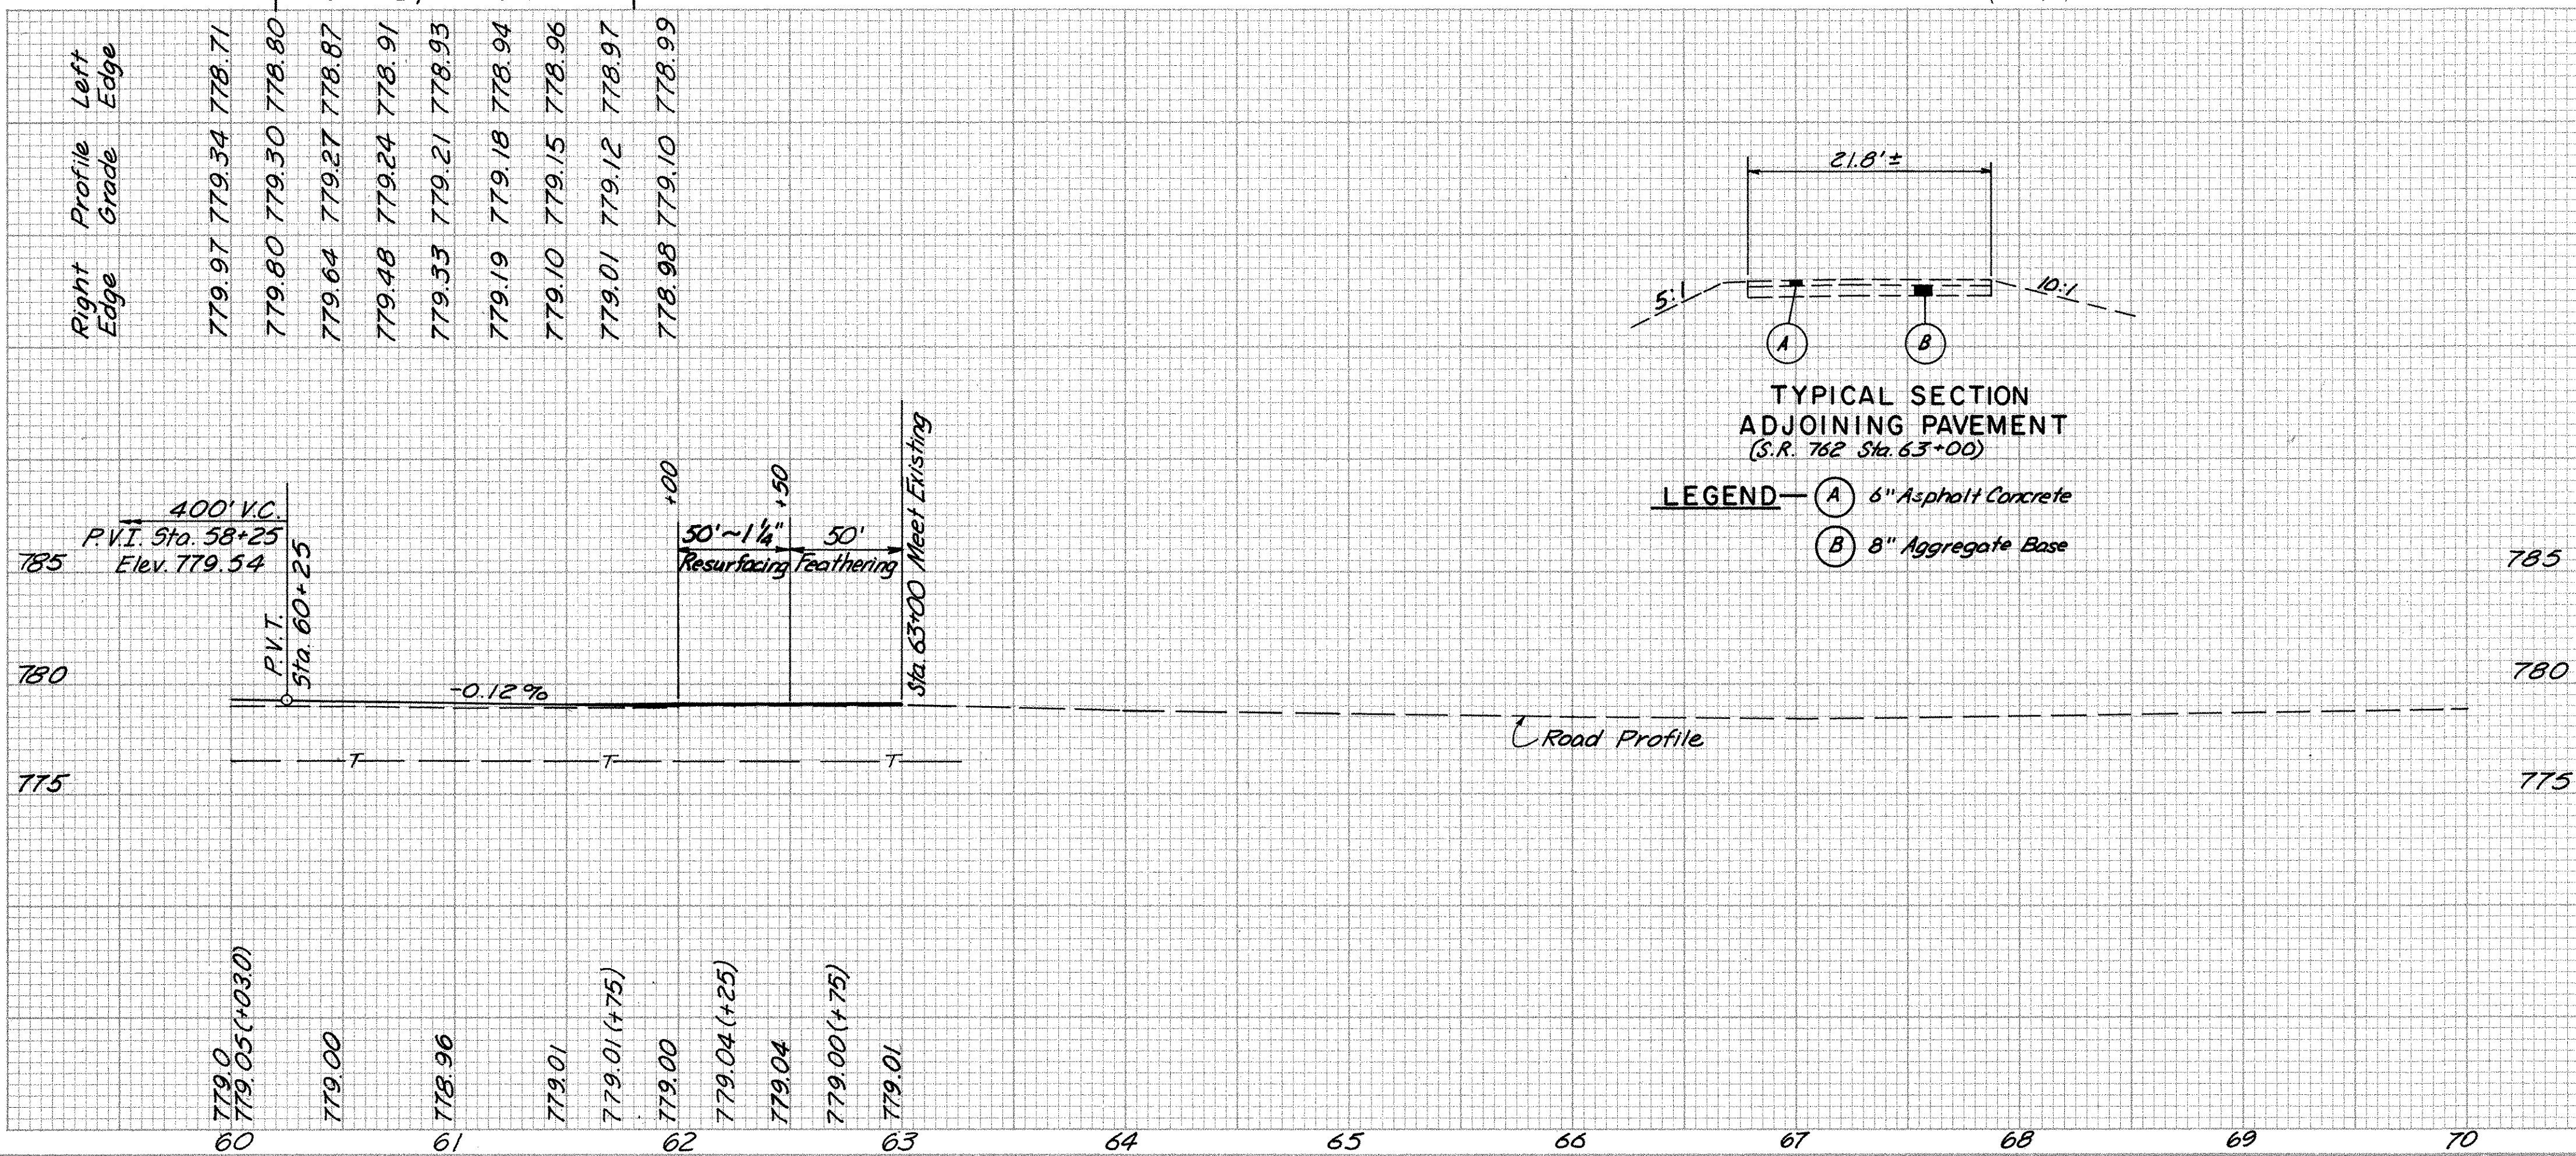 Left Edge
778.71 778.80 778.87 778.91 778.93 778.94 778.96 778.97 778.99
Profile Grade
779.34 779.30 779.27 779.24 779.21 779.18 779.15 779.12 779.10
Right Edge
779.97 779.80 779.64 779.48 779.33 779.19 779.10 779.01 778.98
21.8'±
5:1
10:1
A
B
TYPICAL SECTION
ADJOINING PAVEMENT
(S.R. 762 Sta. 63+00)
LEGEND— A 6" Asphalt Concrete
B 8" Aggregate Base
400' V.C.
P.V.I. Sta. 58+25
Elev. 779.54
P.V.T.
Sta. 60+25
+00
+50
50'~1¼"
Resurfacing
50'
Feathering
Sta. 63+00 Meet Existing
785
785
780
780
-0.12%
Road Profile
T T T
775
775
779.0
779.05 (+03.0)
779.00
778.96
779.01
779.01 (+75)
779.00
779.04 (+25)
779.04
779.00 (+75)
779.01
60 61 62 63 64 65 66 67 68 69 70